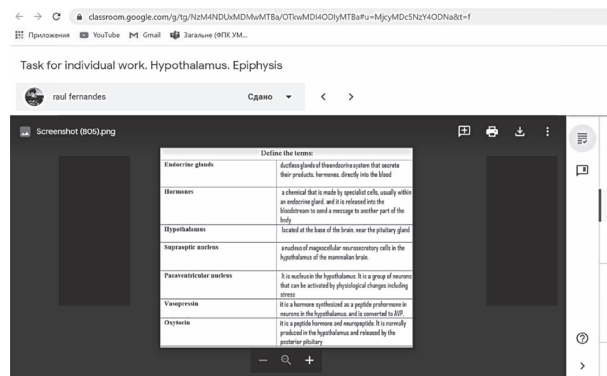 classroom.google.com/g/tg/NzM4NDUxMDMwMTBa/OTkwMDI4ODIyMTBa#u=MjcyMDc5NzY4ODNa&t=f
Приложения YouTube Gmail Загальне (ФПК УМ...
Task for individual work. Hypothalamus. Epiphysis
raul fernandes Сдано
Screenshot (805).png
Define the terms:
Endocrine glands ductless glands of the endocrine system that secrete
their products, hormones, directly into the blood
Hormones a chemical that is made by specialist cells, usually within
an endocrine gland, and it is released into the
bloodstream to send a message to another part of the
body
Hypothalamus located at the base of the brain, near the pituitary gland
Supraoptic nucleus a nucleus of magnocellular neurosecretory cells in the
hypothalamus of the mammalian brain.
Paraventricular nucleus It is nucleus in the hypothalamus. It is a group of neurons
that can be activated by physiological changes including
stress
Vasopressin it is a hormone synthesized as a peptide prohormone in
neurons in the hypothalamus, and is converted to AVP.
Oxytocin it is a peptide hormone and neuropeptide. It is normally
produced in the hypothalamus and released by the
posterior pituitary